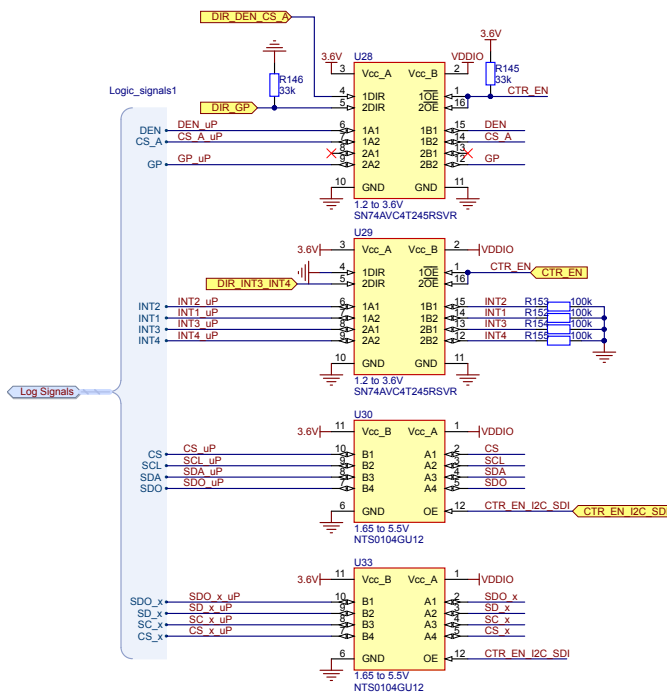 DIR_DEN_CS_A
3.6V
U28
3.6V
VDDIO
R145
33k
R146
33k
3 Vcc_A Vcc_B 2
Logic_signals1
4 1DIR 1OE 1 CTR_EN
DIR_GP
5 2DIR 2OE 16
DEN DEN_uP 6 1A1 1B1 15 DEN
CS_A CS_A_uP 7 1A2 1B2 14 CS_A
8 2A1 2B1 13
GP GP_uP 9 2A2 2B2 12 GP
10 GND GND 11
1.2 to 3.6V
SN74AVC4T245RSVR
U29
3.6V 3 Vcc_A Vcc_B 2 VDDIO
4 1DIR 1OE 1 CTR_EN CTR_EN
DIR_INT3_INT4 5 2DIR 2OE 16
INT2 INT2_uP 6 1A1 1B1 15 INT2 R153 100k
INT1 INT1_uP 7 1A2 1B2 14 INT1 R152 100k
INT3 INT3_uP 8 2A1 2B1 13 INT3 R154 100k
INT4 INT4_uP 9 2A2 2B2 12 INT4 R155 100k
10 GND GND 11
1.2 to 3.6V
SN74AVC4T245RSVR
Log Signals
U30
3.6V 11 Vcc_B Vcc_A 1 VDDIO
CS CS_uP 10 B1 A1 2 CS
SCL SCL_uP 9 B2 A2 3 SCL
SDA SDA_uP 8 B3 A3 4 SDA
SDO SDO_uP 7 B4 A4 5 SDO
6 GND OE 12 CTR_EN_I2C_SDI CTR_EN_I2C_SD
1.65 to 5.5V
NTS0104GU12
U33
3.6V 11 Vcc_B Vcc_A 1 VDDIO
SDO_x SDO_x_uP 10 B1 A1 2 SDO_x
SD_x SD_x_uP 9 B2 A2 3 SD_x
SC_x SC_x_uP 8 B3 A3 4 SC_x
CS_x CS_x_uP 7 B4 A4 5 CS_x
6 GND OE 12 CTR_EN_I2C_SDI
1.65 to 5.5V
NTS0104GU12